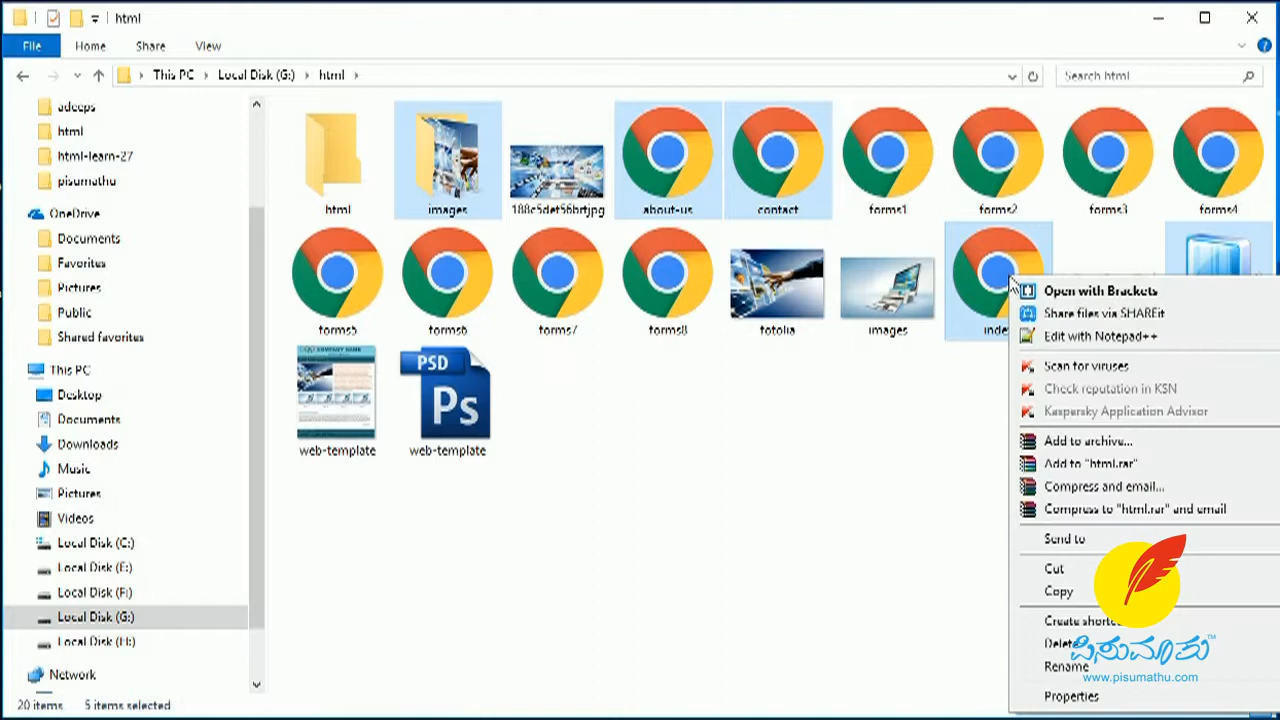 html
File
Home
Share
View
This PC
Local Disk (G:)
html
Search html
adeeps
html
html-learn-27
pisumathu
OneDrive
Documents
Favorites
Pictures
Public
Shared favorites
This PC
Desktop
Documents
Downloads
Music
Pictures
Videos
Local Disk (C:)
Local Disk (E:)
Local Disk (F:)
Local Disk (G:)
Local Disk (H:)
Network
html
images
188c5def56brtjpg
about-us
contact
forms1
forms2
forms3
forms4
forms5
forms6
forms7
forms8
fotolia
images
COMPANY NAME
web-template
PSD
Ps
web-template
Open with Brackets
Share files via SHAREit
Edit with Notepad++
Scan for viruses
Check reputation in KSN
Kaspersky Application Advisor
Add to archive...
Add to "html.rar"
Compress and email...
Compress to "html.rar" and email
Send to
Cut
Copy
Create
Rename
Properties
ಪಿಸುಮಾತು™
www.pisumathu.com
20 items
5 items selected